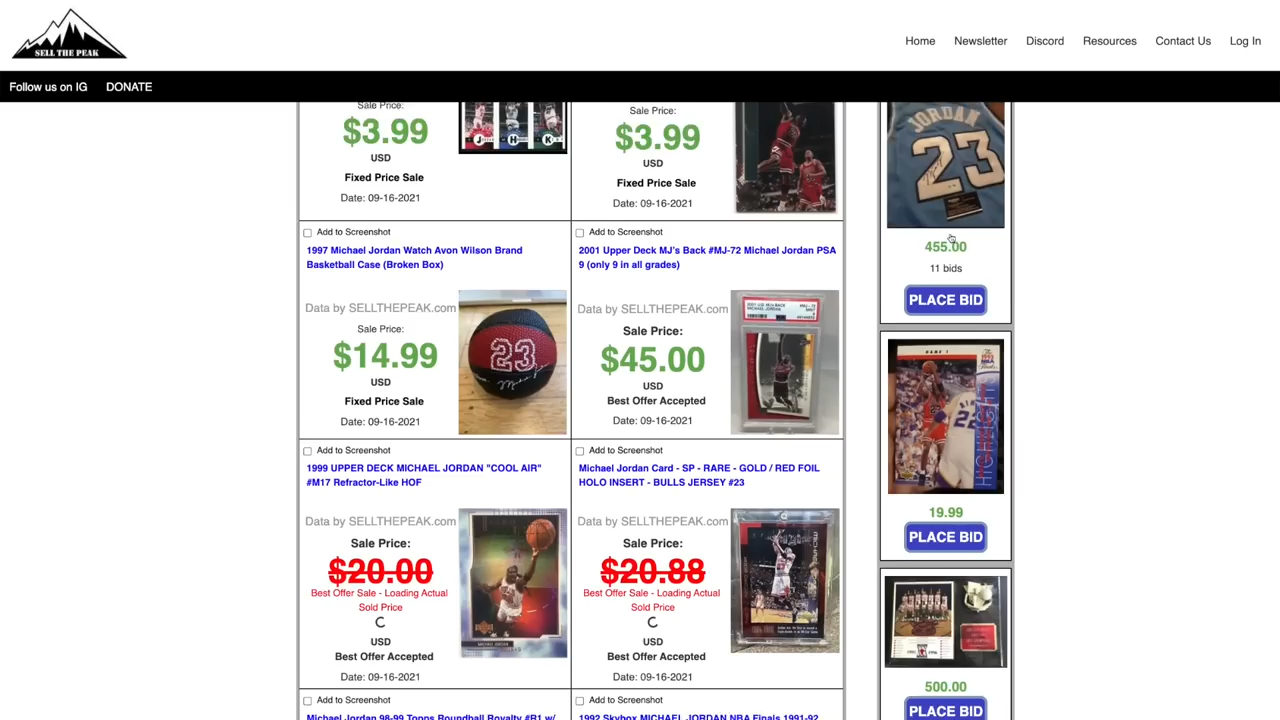 SELL THE PEAK
Home
Newsletter
Discord
Resources
Contact Us
Log In
Follow us on IG
DONATE
Sale Price:
$3.99
USD
Fixed Price Sale
Date: 09-16-2021
J
H
K
Sale Price:
$3.99
USD
Fixed Price Sale
Date: 09-16-2021
Add to Screenshot
1997 Michael Jordan Watch Avon Wilson Brand
Basketball Case (Broken Box)
Data by SELLTHEPEAK.com
Sale Price:
$14.99
USD
Fixed Price Sale
Date: 09-16-2021
23
Add to Screenshot
2001 Upper Deck MJ's Back #MJ-72 Michael Jordan PSA
9 (only 9 in all grades)
Data by SELLTHEPEAK.com
Sale Price:
$45.00
USD
Best Offer Accepted
Date: 09-16-2021
Add to Screenshot
1999 UPPER DECK MICHAEL JORDAN "COOL AIR"
#M17 Refractor-Like HOF
Data by SELLTHEPEAK.com
Sale Price:
$20.00
Best Offer Sale - Loading Actual
Sold Price
USD
Best Offer Accepted
Date: 09-16-2021
Add to Screenshot
Michael Jordan Card - SP - RARE - GOLD / RED FOIL
HOLO INSERT - BULLS JERSEY #23
Data by SELLTHEPEAK.com
Sale Price:
$20.88
Best Offer Sale - Loading Actual
Sold Price
USD
Best Offer Accepted
Date: 09-16-2021
Add to Screenshot
Michael Jordan 98-99 Topps Roundball Royalty #R1 w/
Add to Screenshot
1992 Skybox MICHAEL JORDAN NBA Finals 1991-92
JORDAN
23
455.00
11 bids
PLACE BID
GAME 1
HIGHLIGHT
22
19.99
PLACE BID
500.00
PLACE BID